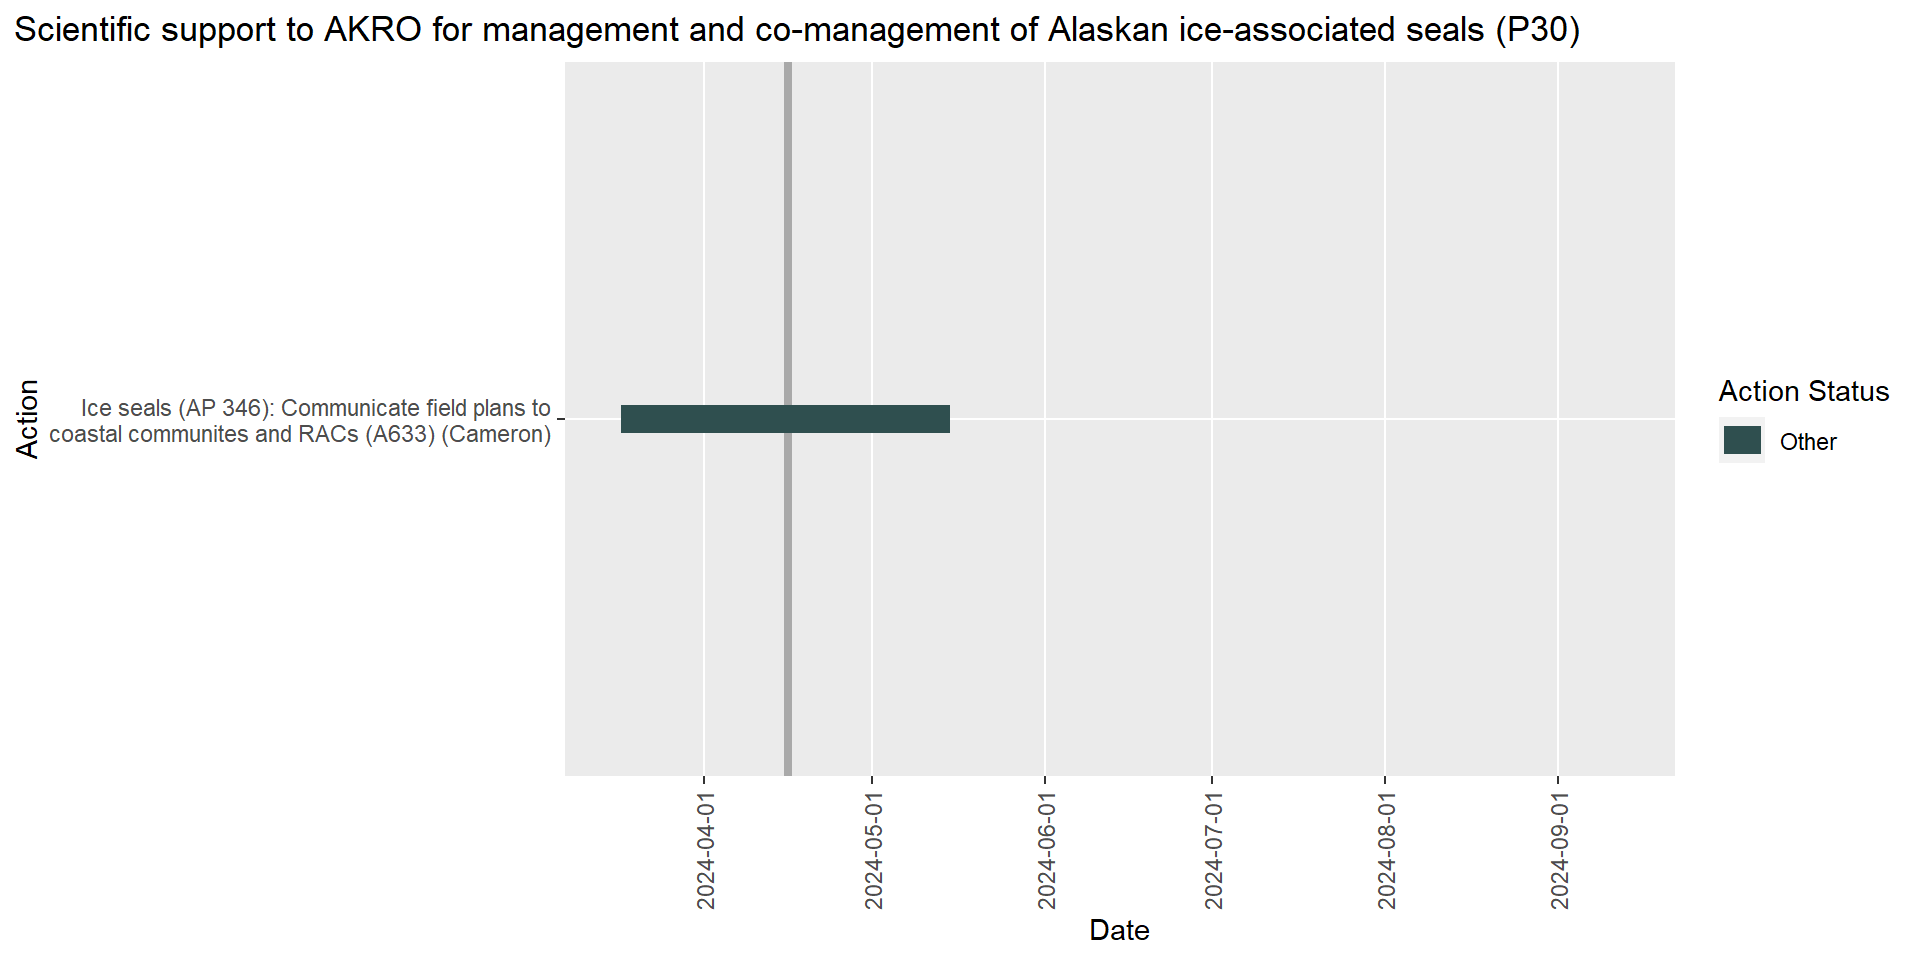 Scientific support to AKRO for management and co-management of Alaskan ice-associated seals (P30)
Action
Ice seals (AP 346): Communicate field plans to
coastal communites and RACs (A633) (Cameron)
2024-04-01
2024-05-01
2024-06-01
2024-07-01
2024-08-01
2024-09-01
Date
Action Status
Other